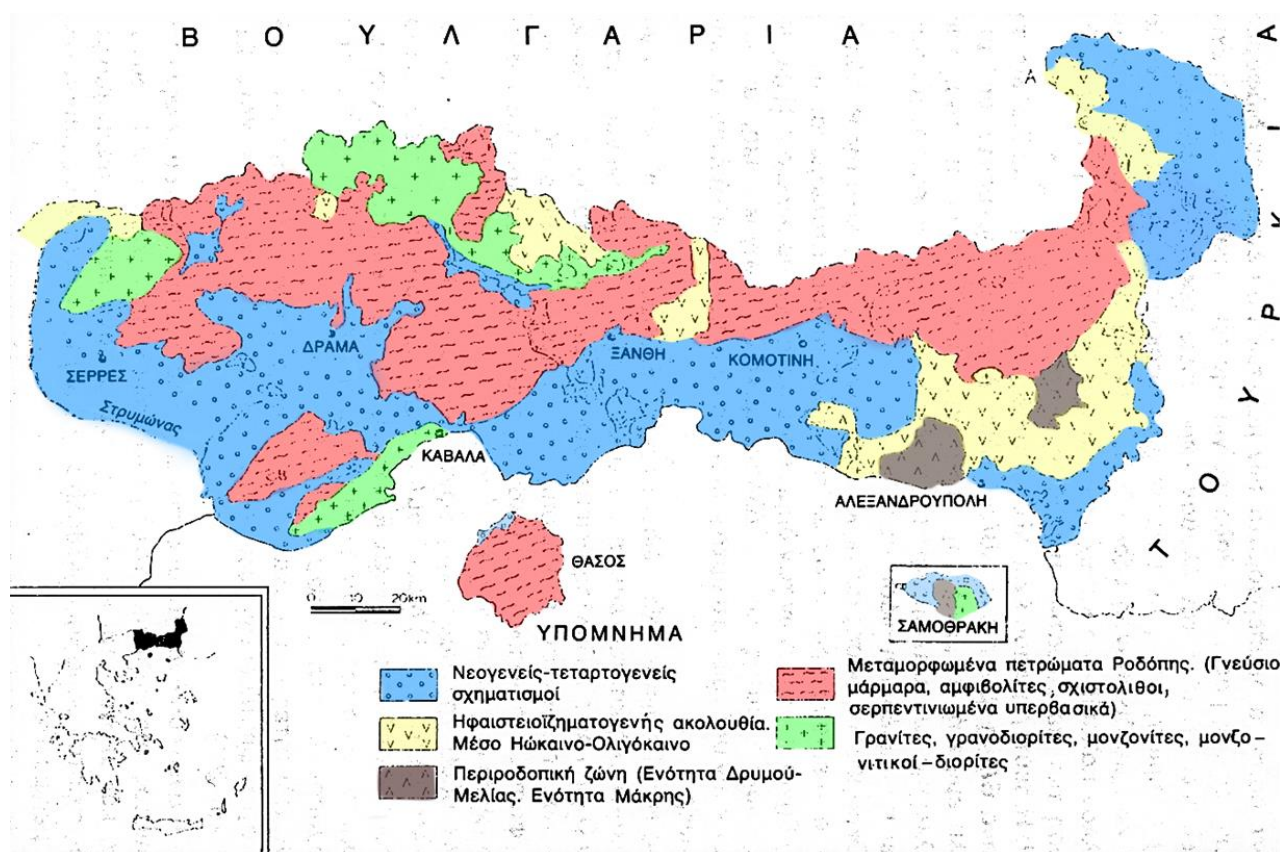 Β Ο Υ Λ Γ Α Ρ Ι Α
Τ Ο Υ Ρ Κ Ι Α
Α
ΔΡΑΜΑ
ΞΑΝΘΗ
ΚΟΜΟΤΙΝΗ
ΣΕΡΡΕΣ
Στρυμώνας
ΚΑΒΑΛΑ
ΑΛΕΞΑΝΔΡΟΥΠΟΛΗ
ΘΑΣΟΣ
0 10 20km
ΣΑΜΟΘΡΑΚΗ
ΥΠΟΜΝΗΜΑ
Νεογενείς-τεταρτογενείς
σχηματισμοί
Ηφαιστειοϊζηματογενής ακολουθία.
Μέσο Ηώκαινο-Ολιγόκαινο
Περιροδοπική ζώνη (Ενότητα Δρυμού-
Μελίας. Ενότητα Μάκρης)
Μεταμορφωμένα πετρώματα Ροδόπης. (Γνεύσιο
μάρμαρα, αμφιβολίτες, σχιστολιθοι,
σερπεντινιωμένα υπερβασικά)
Γρανίτες, γρανοδιορίτες, μονζονίτες, μονζο-
νιτικοί-διορίτες